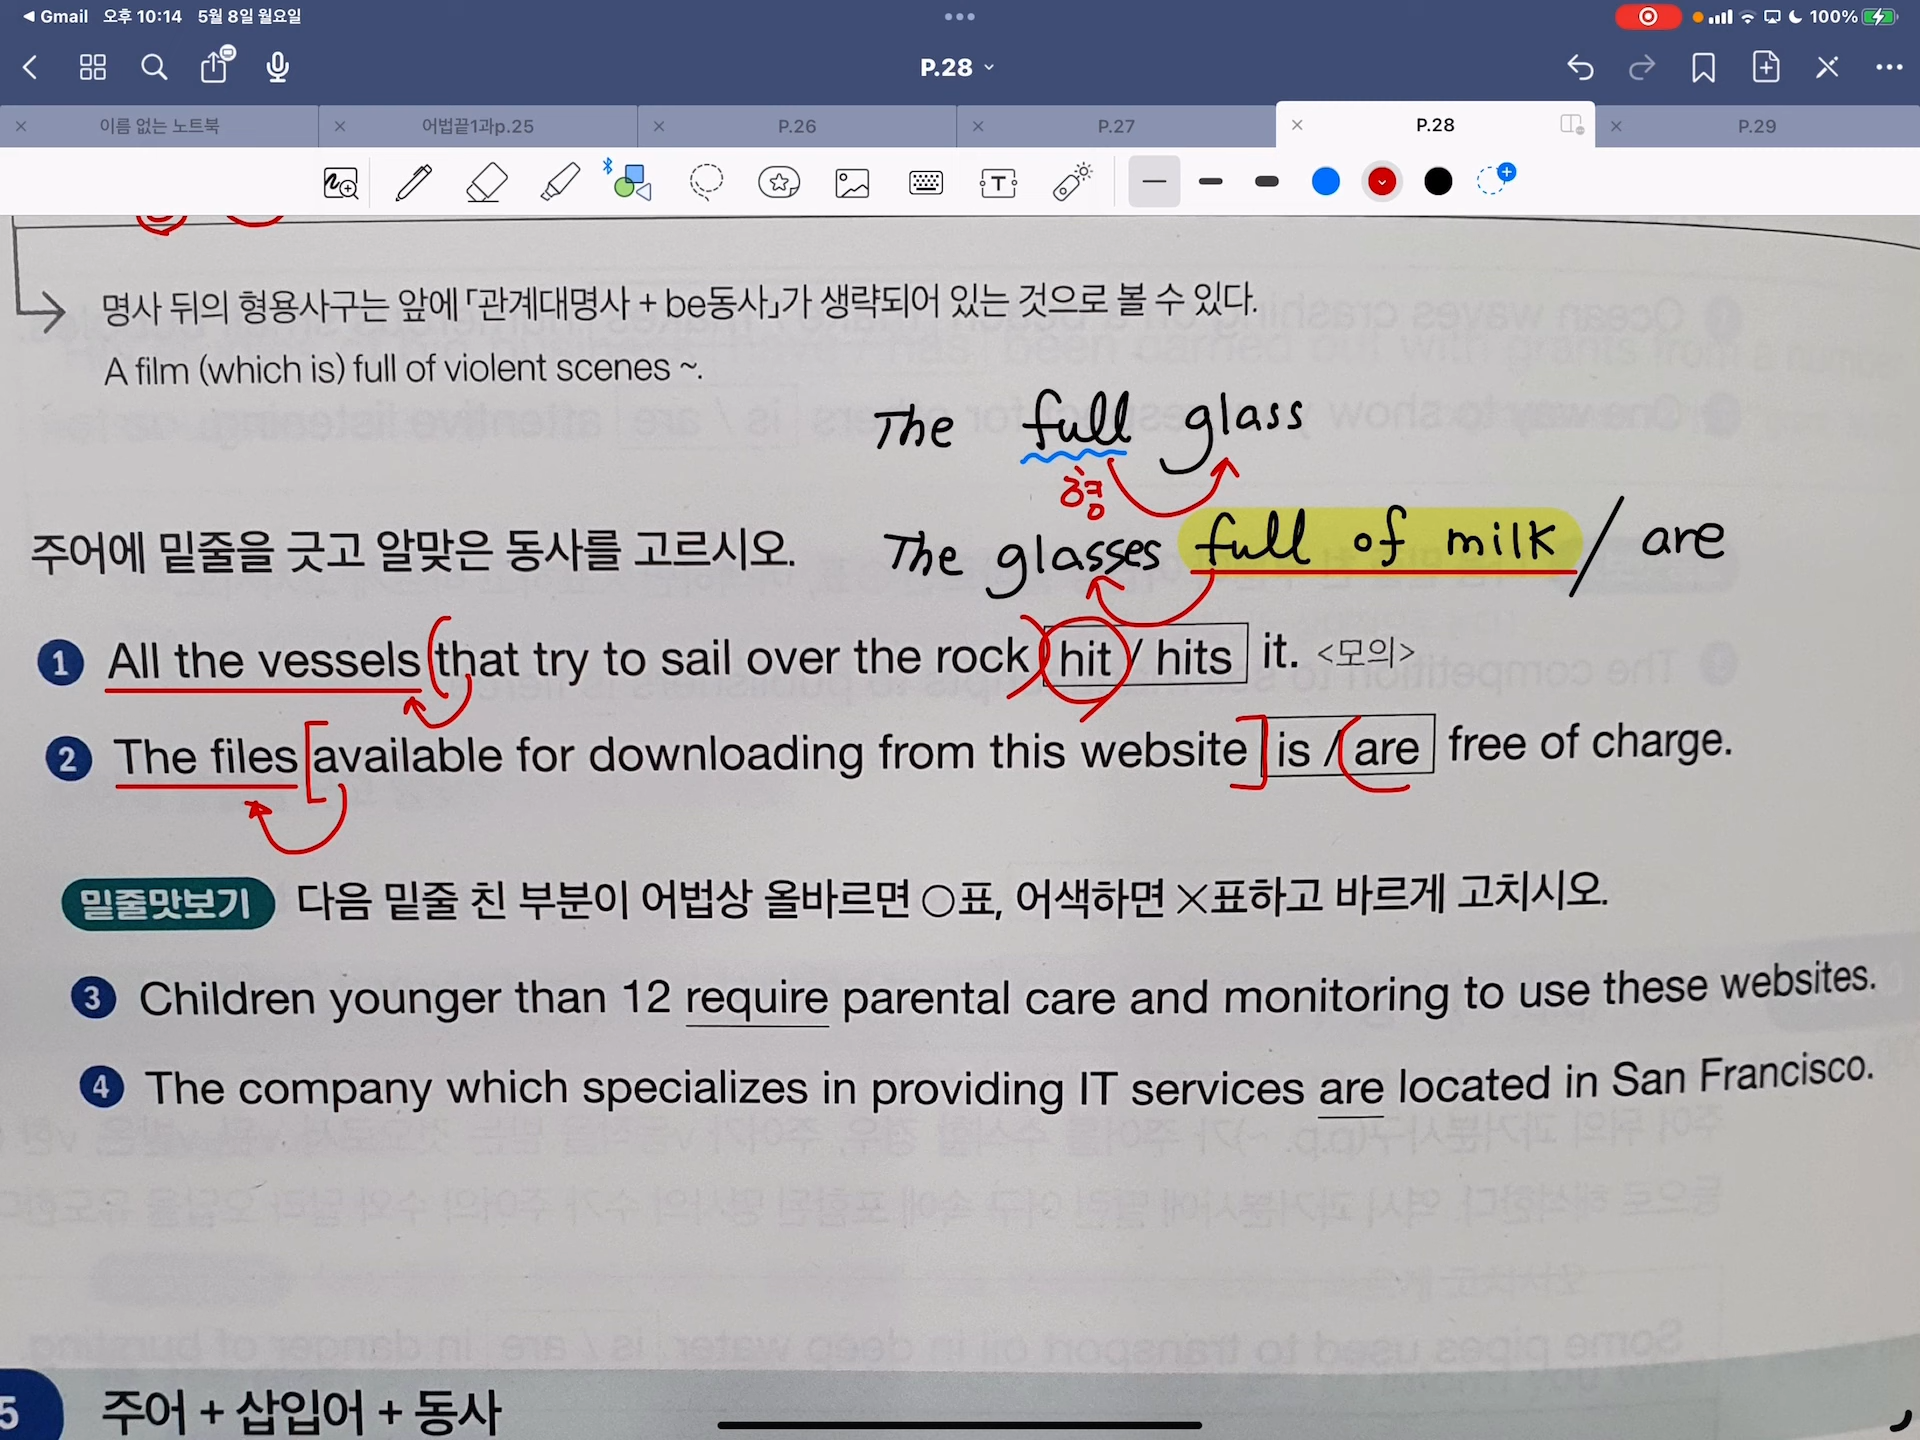 ◀ Gmail 오후 10:14 5월 8일 월요일 100%
P.28
이름 없는 노트북 어법끝1과p.25 P.26 P.27 P.28 P.29
명사 뒤의 형용사구는 앞에 「관계대명사 + be동사」가 생략되어 있는 것으로 볼 수 있다.
A film (which is) full of violent scenes ~.
The full glass
형
The glasses full of milk / are
주어에 밑줄을 긋고 알맞은 동사를 고르시오.
1 All the vessels (that try to sail over the rock) hit / hits it. <모의>
2 The files [available for downloading from this website] is / are free of charge.
밑줄맛보기 다음 밑줄 친 부분이 어법상 올바르면 ○표, 어색하면 ×표하고 바르게 고치시오.
3 Children younger than 12 require parental care and monitoring to use these websites.
4 The company which specializes in providing IT services are located in San Francisco.
5 주어 + 삽입어 + 동사